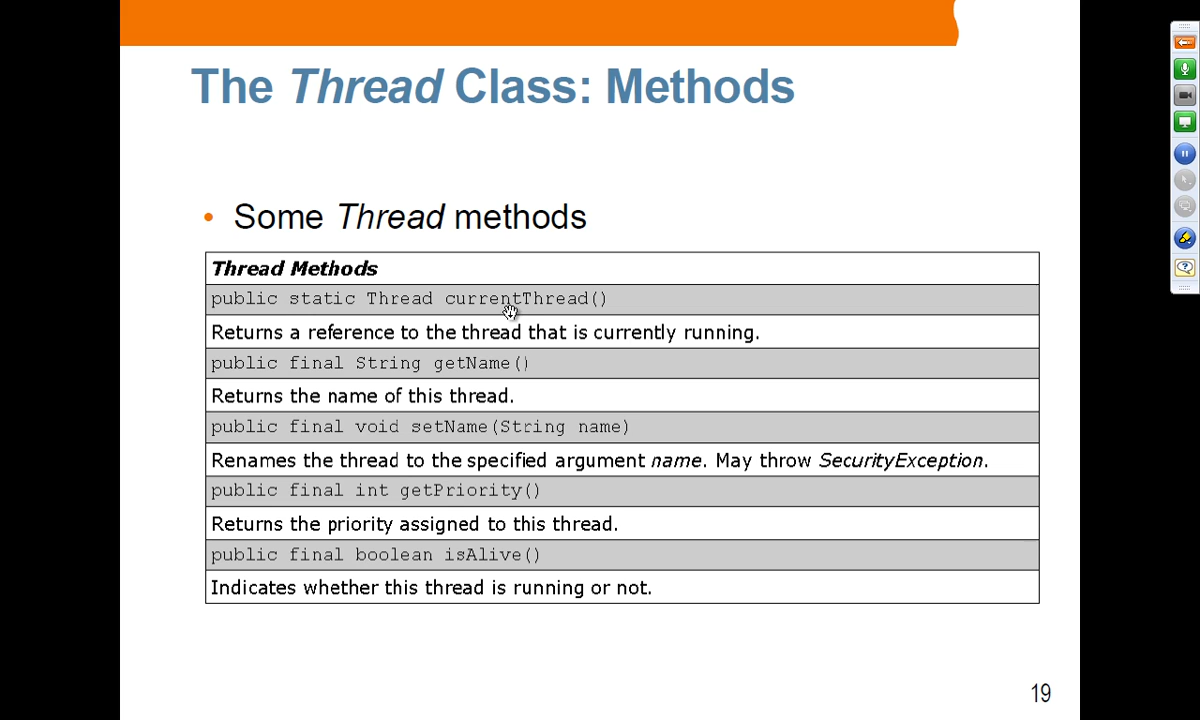 The Thread Class: Methods
• Some Thread methods
Thread Methods
public static Thread currentThread()
Returns a reference to the thread that is currently running.
public final String getName()
Returns the name of this thread.
public final void setName(String name)
Renames the thread to the specified argument name. May throw SecurityException.
public final int getPriority()
Returns the priority assigned to this thread.
public final boolean isAlive()
Indicates whether this thread is running or not.
19